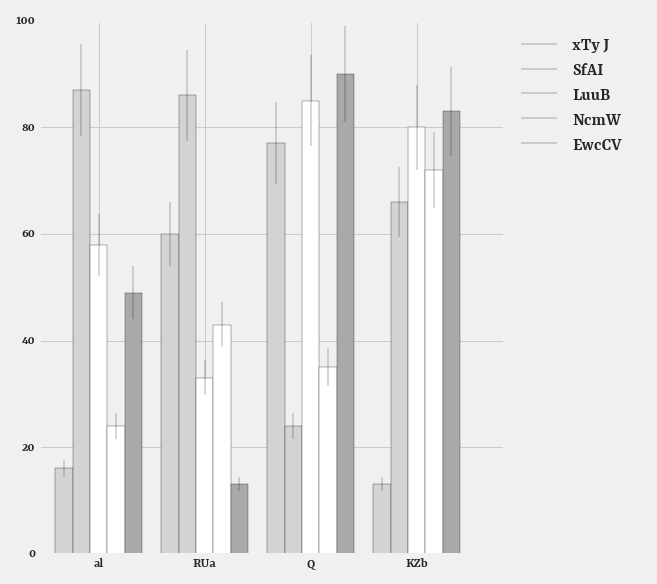 100
80
60
40
20
0
al RUa Q KZb
xTy J
SfAI
LuuB
NcmW
EwcCV